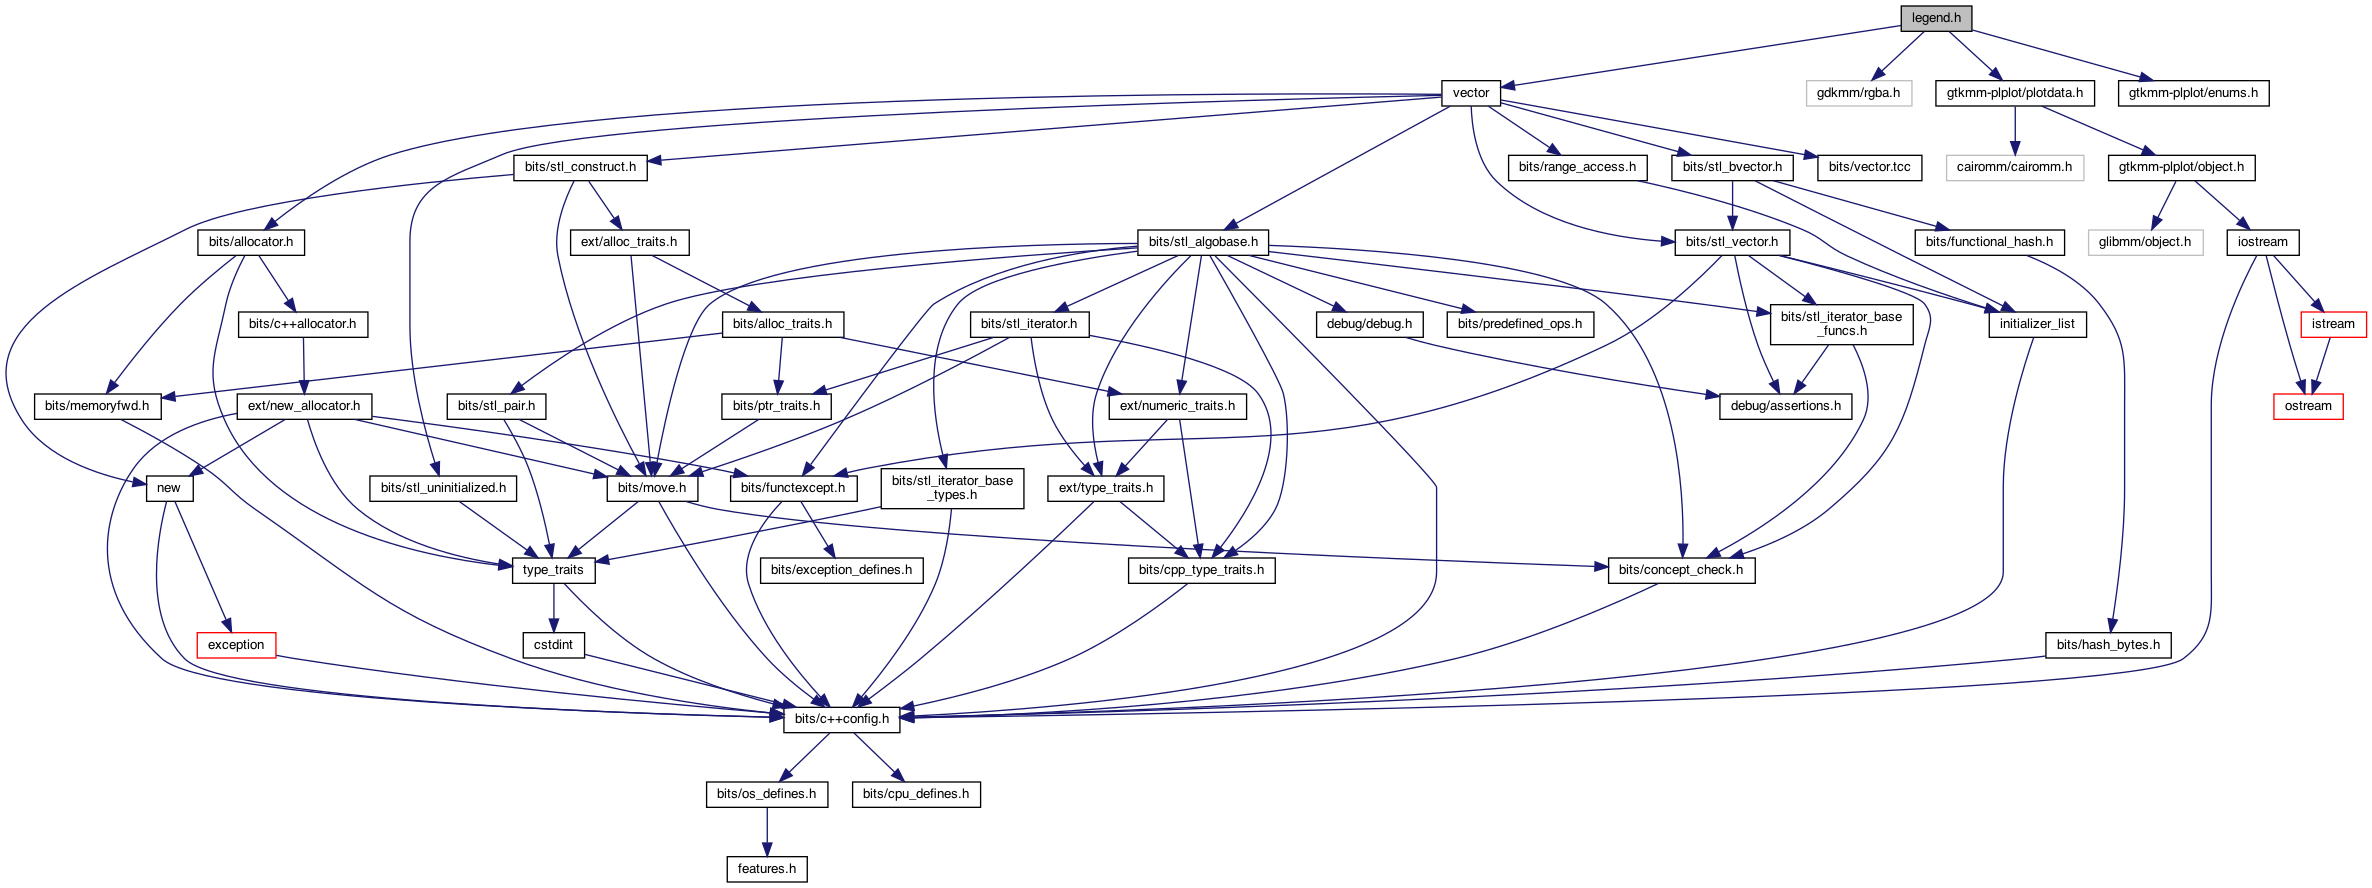 legend.h
vector
gdkmm/rgba.h
gtkmm-plplot/plotdata.h
gtkmm-plplot/enums.h
bits/stl_construct.h
bits/range_access.h
bits/stl_bvector.h
bits/vector.tcc
cairomm/cairomm.h
gtkmm-plplot/object.h
bits/allocator.h
ext/alloc_traits.h
bits/stl_algobase.h
bits/stl_vector.h
bits/functional_hash.h
glibmm/object.h
iostream
bits/c++allocator.h
bits/alloc_traits.h
bits/stl_iterator.h
debug/debug.h
bits/predefined_ops.h
bits/stl_iterator_base
_funcs.h
initializer_list
istream
bits/memoryfwd.h
ext/new_allocator.h
bits/stl_pair.h
bits/ptr_traits.h
ext/numeric_traits.h
debug/assertions.h
ostream
new
bits/stl_uninitialized.h
bits/move.h
bits/functexcept.h
bits/stl_iterator_base
_types.h
ext/type_traits.h
type_traits
bits/exception_defines.h
bits/cpp_type_traits.h
bits/concept_check.h
exception
cstdint
bits/hash_bytes.h
bits/c++config.h
bits/os_defines.h
bits/cpu_defines.h
features.h